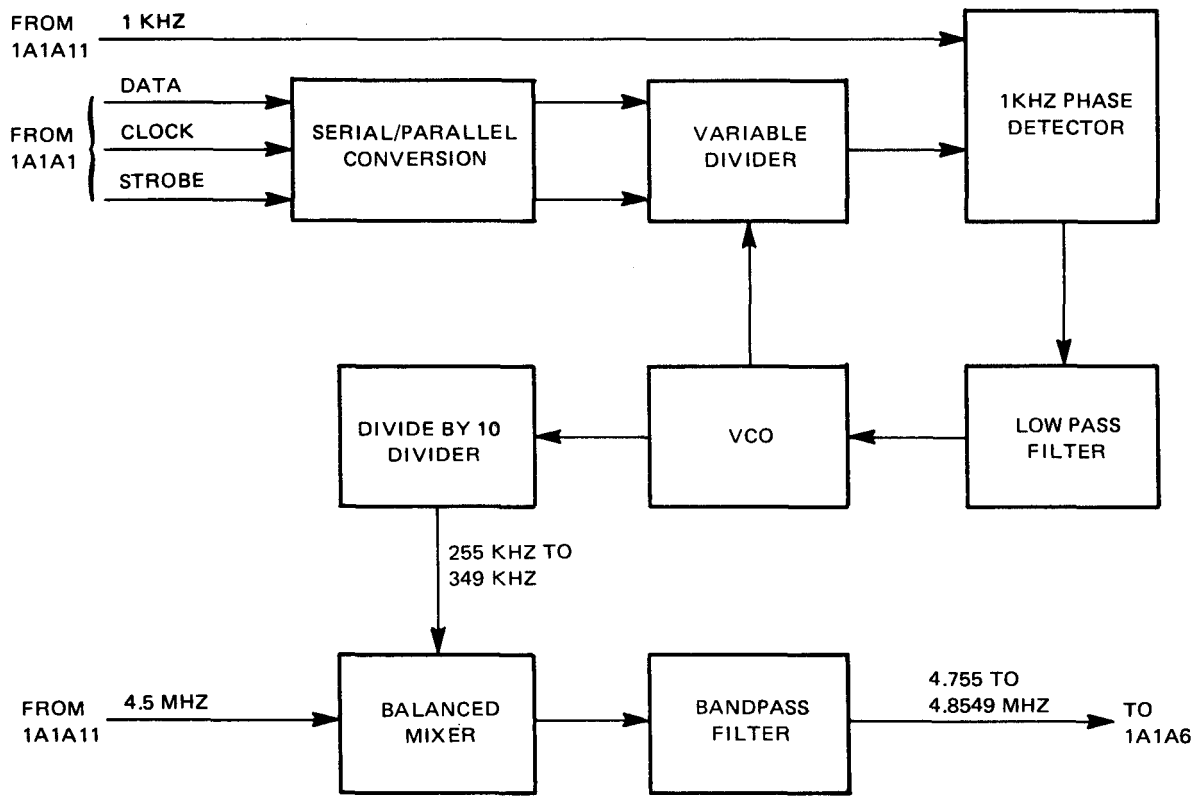 FROM
1A1A11
1 KHZ
DATA
FROM
1A1A1
CLOCK
STROBE
SERIAL/PARALLEL
CONVERSION
VARIABLE
DIVIDER
1KHZ PHASE
DETECTOR
DIVIDE BY 10
DIVIDER
VCO
LOW PASS
FILTER
255 KHZ TO
349 KHZ
FROM
1A1A11
4.5 MHZ
BALANCED
MIXER
BANDPASS
FILTER
4.755 TO
4.8549 MHZ
TO
1A1A6